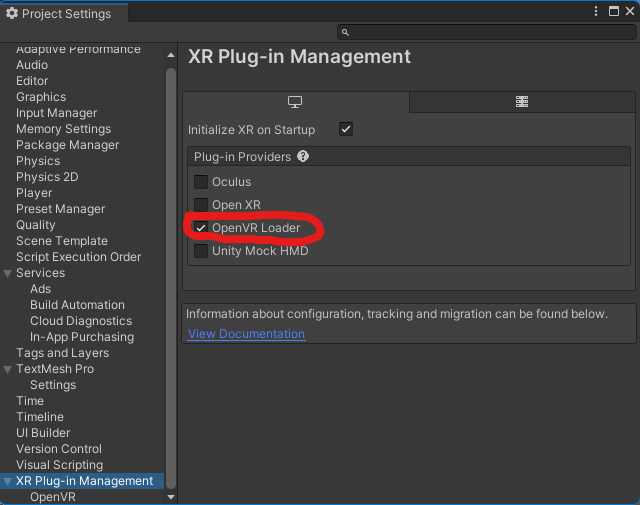 Project Settings
Adaptive Performance
Audio
Editor
Graphics
Input Manager
Memory Settings
Package Manager
Physics
Physics 2D
Player
Preset Manager
Quality
Scene Template
Script Execution Order
Services
Ads
Build Automation
Cloud Diagnostics
In-App Purchasing
Tags and Layers
TextMesh Pro
Settings
Time
Timeline
UI Builder
Version Control
Visual Scripting
XR Plug-in Management
OpenVR
XR Plug-in Management
Initialize XR on Startup
Plug-in Providers ?
Oculus
Open XR
OpenVR Loader
Unity Mock HMD
Information about configuration, tracking and migration can be found below.
View Documentation